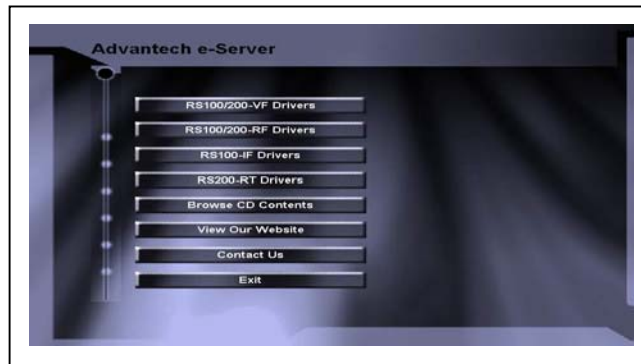 Advantech e-Server
RS100/200-VF Drivers
RS100/200-RF Drivers
RS100-IF Drivers
RS200-RT Drivers
Browse CD Contents
View Our Website
Contact Us
Exit